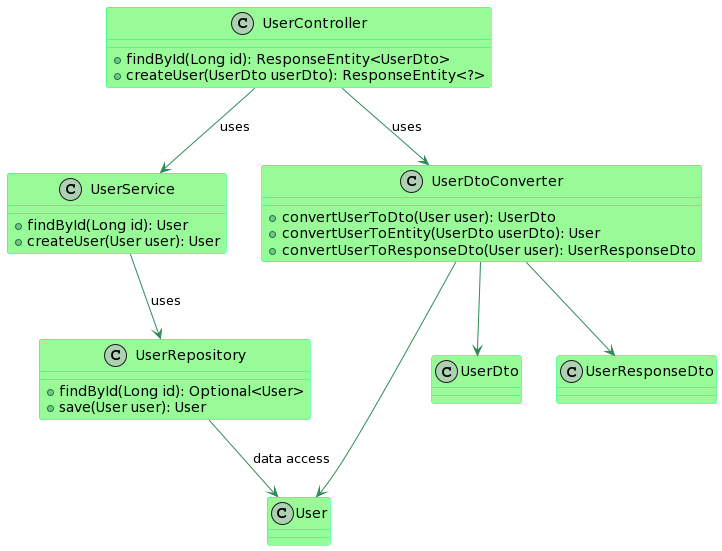 C UserController
findById(Long id): ResponseEntity<UserDto>
createUser(UserDto userDto): ResponseEntity<?>
uses
uses
C UserService
findById(Long id): User
createUser(User user): User
C UserDtoConverter
convertUserToDto(User user): UserDto
convertUserToEntity(UserDto userDto): User
convertUserToResponseDto(User user): UserResponseDto
uses
C UserRepository
findById(Long id): Optional<User>
save(User user): User
C UserDto
C UserResponseDto
data access
C User